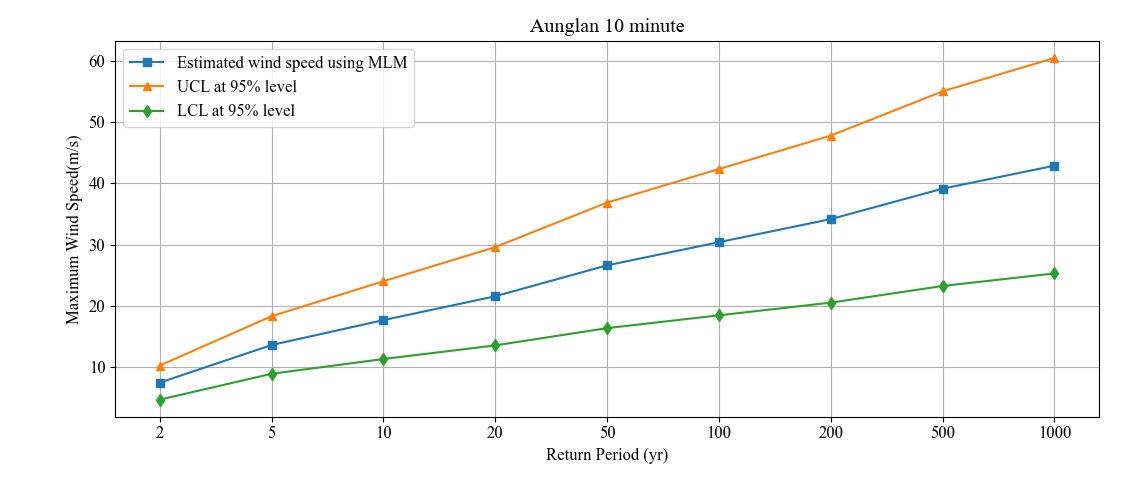 Aunglan 10 minute
Estimated wind speed using MLM
UCL at 95% level
LCL at 95% level
Maximum Wind Speed(m/s)
60
50
40
30
20
10
2 5 10 20 50 100 200 500 1000
Return Period (yr)